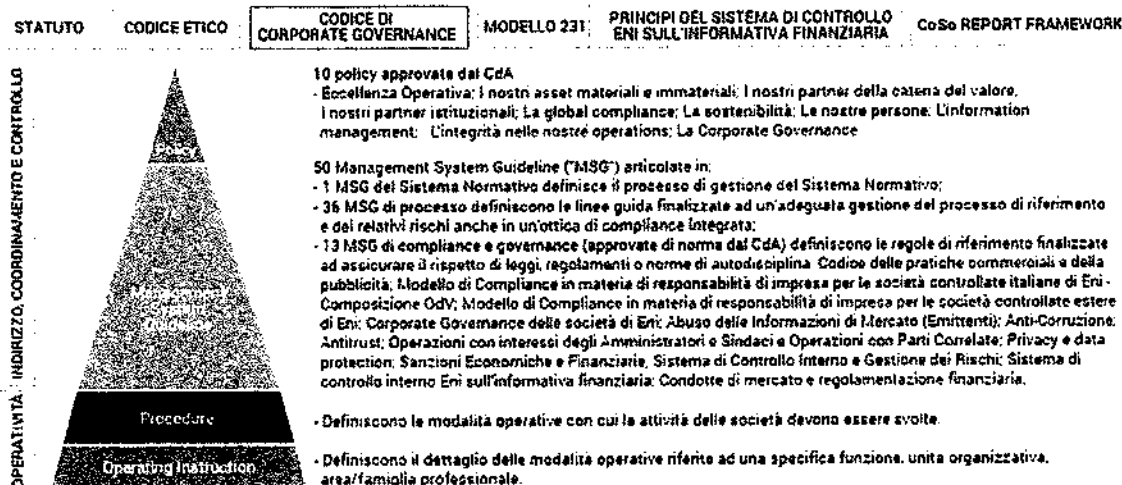 STATUTO
CODICE ETICO
CODICE DI
CORPORATE GOVERNANCE
MODELLO 231
PRINCIPI DEL SISTEMA DI CONTROLLO
ENI SULL'INFORMATIVA FINANZIARIA
CoSo REPORT FRAMEWORK
INDIRIZZO, COORDINAMENTO E CONTROLLO
OPERATIVITÀ
Policy
10 policy approvate dal CdA
- Eccellenza Operativa; I nostri asset materiali e immateriali; I nostri partner della catena del valore,
I nostri partner istituzionali; La global compliance; La sostenibilità; Le nostre persone; L'information
management; L'integrità nelle nostre operations; La Corporate Governance
Management
System
Guideline
50 Management System Guideline ("MSG") articolate in:
- 1 MSG del Sistema Normativo definisce il processo di gestione del Sistema Normativo;
- 36 MSG di processo definiscono le linee guida finalizzate ad un'adeguata gestione del processo di riferimento
e dei relativi rischi anche in un'ottica di compliance integrata;
- 13 MSG di compliance e governance (approvate di norma dal CdA) definiscono le regole di riferimento finalizzate
ad assicurare il rispetto di leggi, regolamenti o norme di autodisciplina: Codice delle pratiche commerciali e della
pubblicità; Modello di Compliance in materia di responsabilità di impresa per le società controllate italiane di Eni -
Composizione OdV; Modello di Compliance in materia di responsabilità di impresa per le società controllate estere
di Eni; Corporate Governance delle società di Eni; Abuso delle Informazioni di Mercato (Emittenti); Anti-Corruzione;
Antitrust; Operazioni con interessi degli Amministratori e Sindaci e Operazioni con Parti Correlate; Privacy e data
protection; Sanzioni Economiche e Finanziarie, Sistema di Controllo Interno e Gestione dei Rischi; Sistema di
controllo interno Eni sull'informativa finanziaria; Condotte di mercato e regolamentazione finanziaria.
Procedure
- Definiscono le modalità operative con cui le attività delle società devono essere svolte.
Operating Instruction
- Definiscono il dettaglio delle modalità operative riferite ad una specifica funzione, unità organizzativa,
area/famiglia professionale.